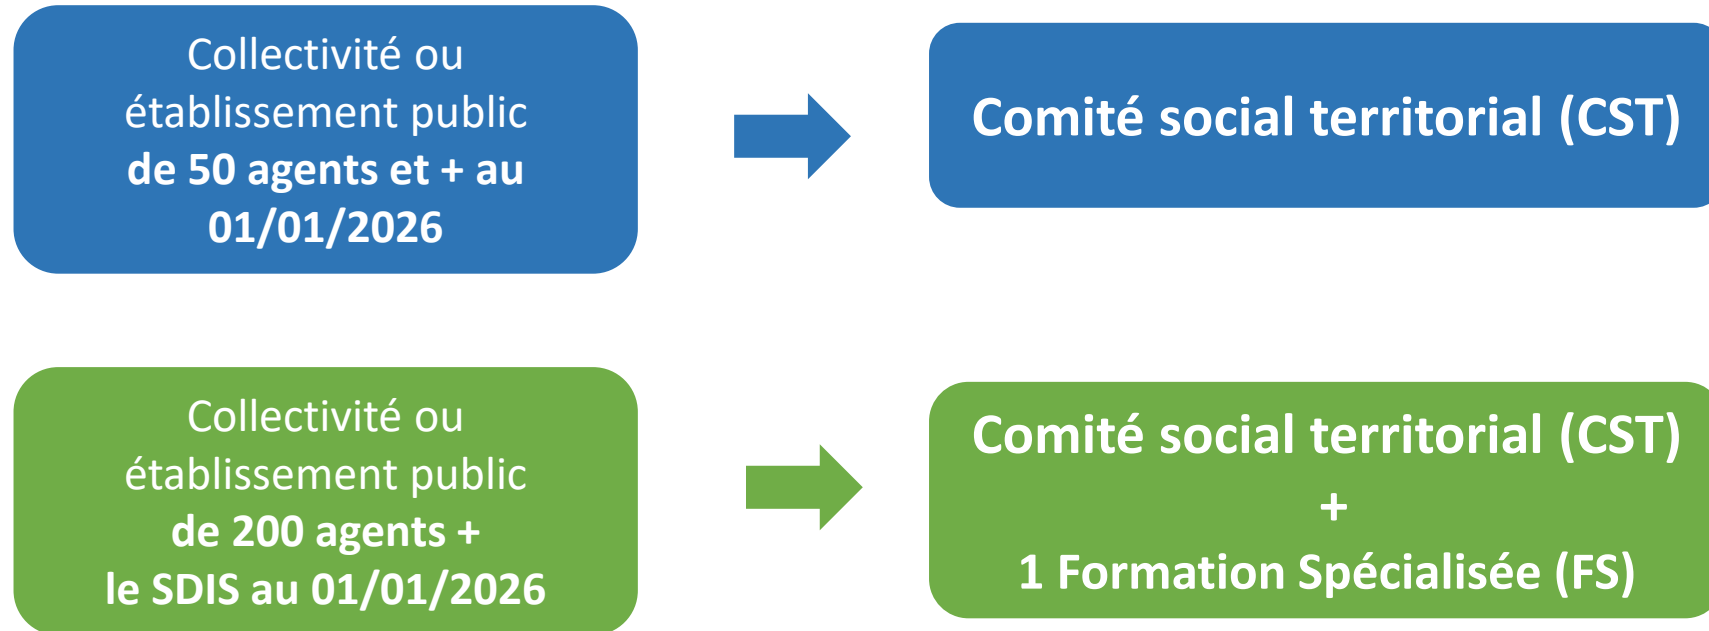 Collectivité ou
établissement public
de 50 agents et + au
01/01/2026
Comité social territorial (CST)
Collectivité ou
établissement public
de 200 agents +
le SDIS au 01/01/2026
Comité social territorial (CST)
+
1 Formation Spécialisée (FS)